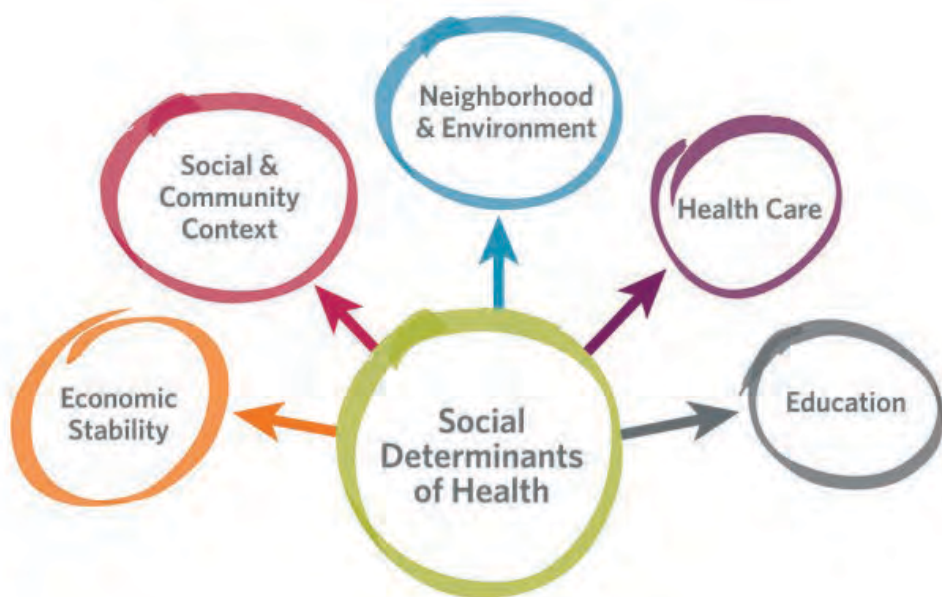 Neighborhood
& Environment
Social &
Community
Context
Health Care
Economic
Stability
Education
Social
Determinants
of Health